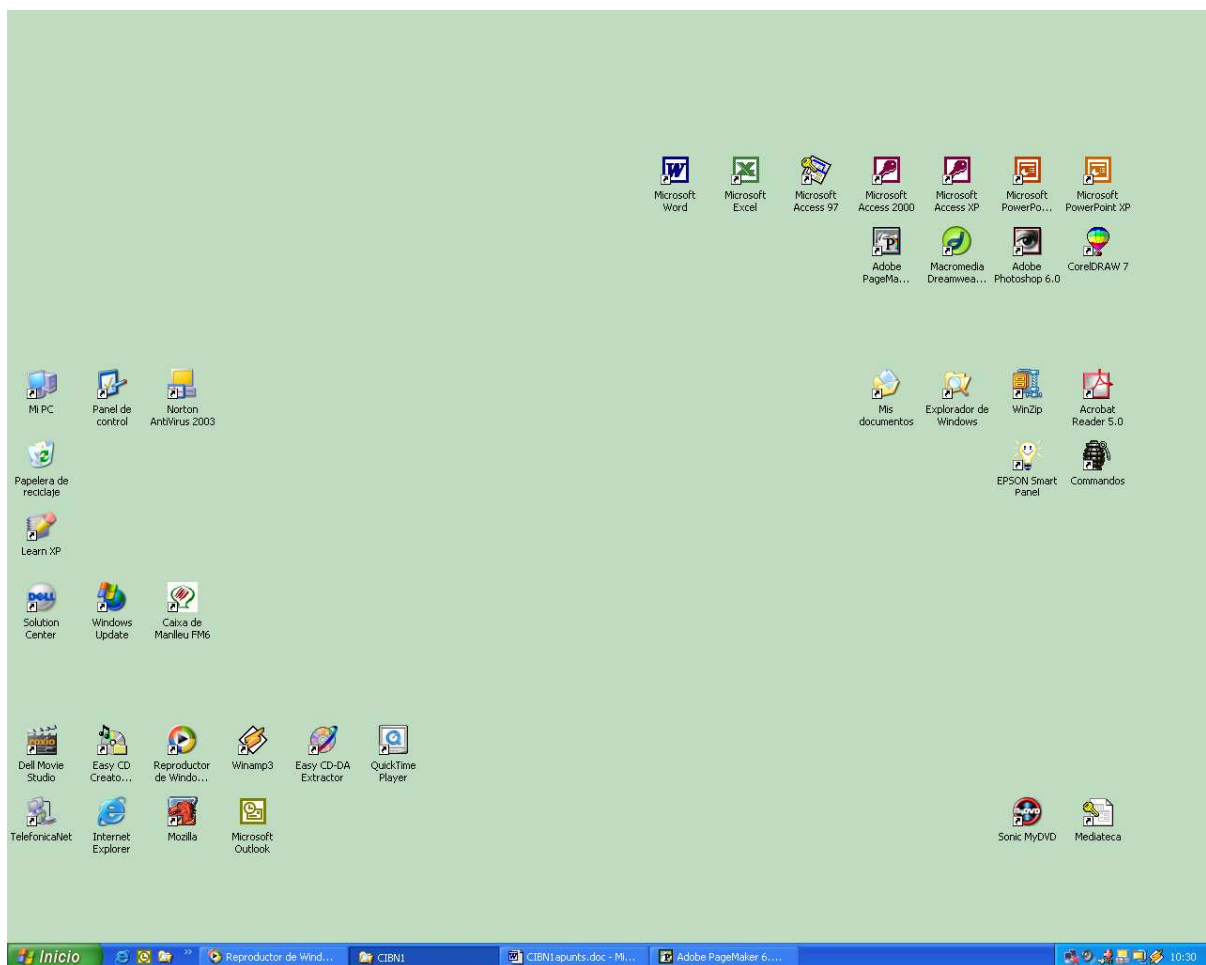 Microsoft Word
Microsoft Excel
Microsoft Access 97
Microsoft Access 2000
Microsoft Access XP
Microsoft PowerPo...
Microsoft PowerPoint XP
Adobe PageMa...
Macromedia Dreamwea...
Adobe Photoshop 6.0
CorelDRAW 7
Mi PC
Panel de control
Norton AntiVirus 2003
Mis documentos
Explorador de Windows
WinZip
Acrobat Reader 5.0
Papelera de reciclaje
EPSON Smart Panel
Commandos
Learn XP
DELL
Solution Center
Windows Update
Caixa de Manlleu FM6
Dell Movie Studio
Easy CD Creato...
Reproductor de Windo...
Winamp3
Easy CD-DA Extractor
QuickTime Player
TelefonicaNet
Internet Explorer
Mozilla
Microsoft Outlook
Sonic MyDVD
Mediateca
Inicio
Reproductor de Wind...
CIBN1
CIBN1apunts.doc - Mi...
Adobe PageMaker 6....
10:30